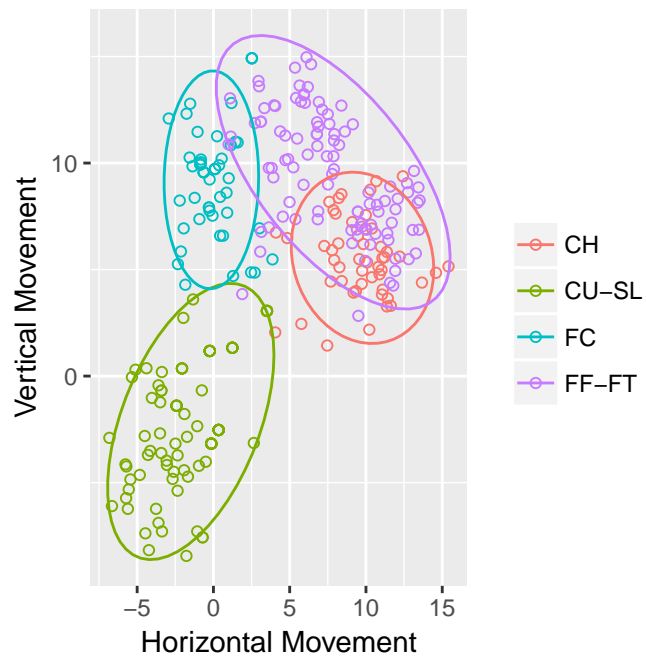 Vertical Movement
10
0
−5
0
5
10
15
Horizontal Movement
CH
CU−SL
FC
FF−FT